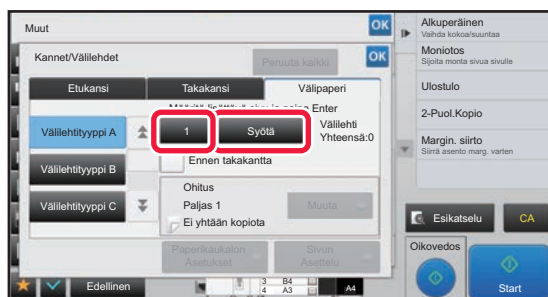 Muut
OK
Kannet/Välilehdet
Peruuta kaikki
OK
Etukansi
Takakansi
Välipaperi
Enter
Välilehtityyppi A
1
Syötä
Välilehti
Yhteensä:0
Ennen takakantta
Välilehtityyppi B
Ohitus
Paljas 1
Muuta
Ei yhtään kopiota
Välilehtityyppi C
Paperikaukalon
Asetukset
Sivun
Asettelu
Edellinen
3 B4
4 A3
A4
Alkuperäinen
Vaihda kokoa/suuntaa
Moniotos
Sijoita monta sivua sivulle
Ulostulo
2-Puol.Kopio
Margin. siirto
Siirrä asento marg. varten
Esikatselu
CA
Oikovedos
Start